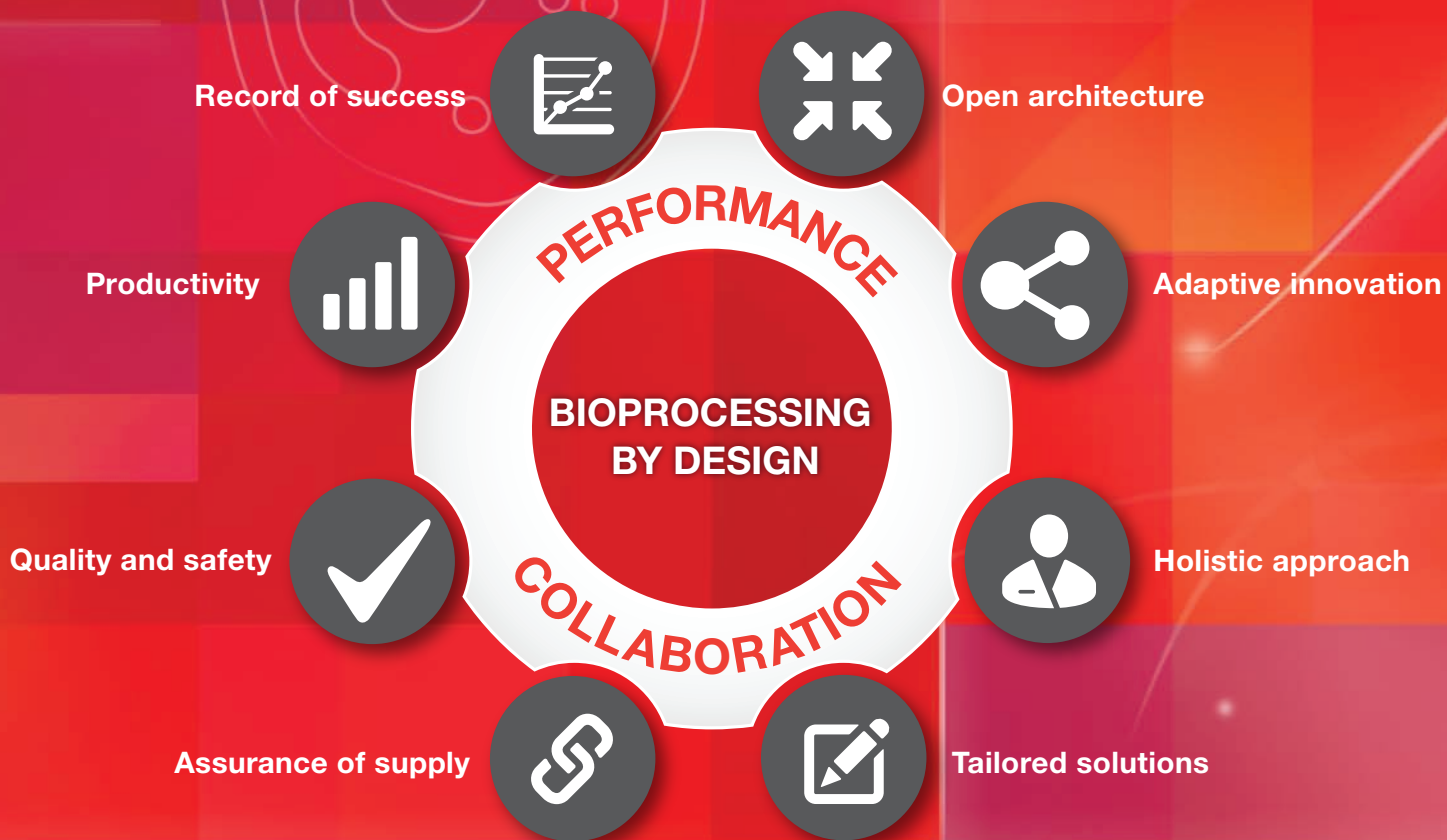 Record of success
Open architecture
PERFORMANCE
Productivity
Adaptive innovation
BIOPROCESSING
BY DESIGN
Quality and safety
Holistic approach
COLLABORATION
Assurance of supply
Tailored solutions